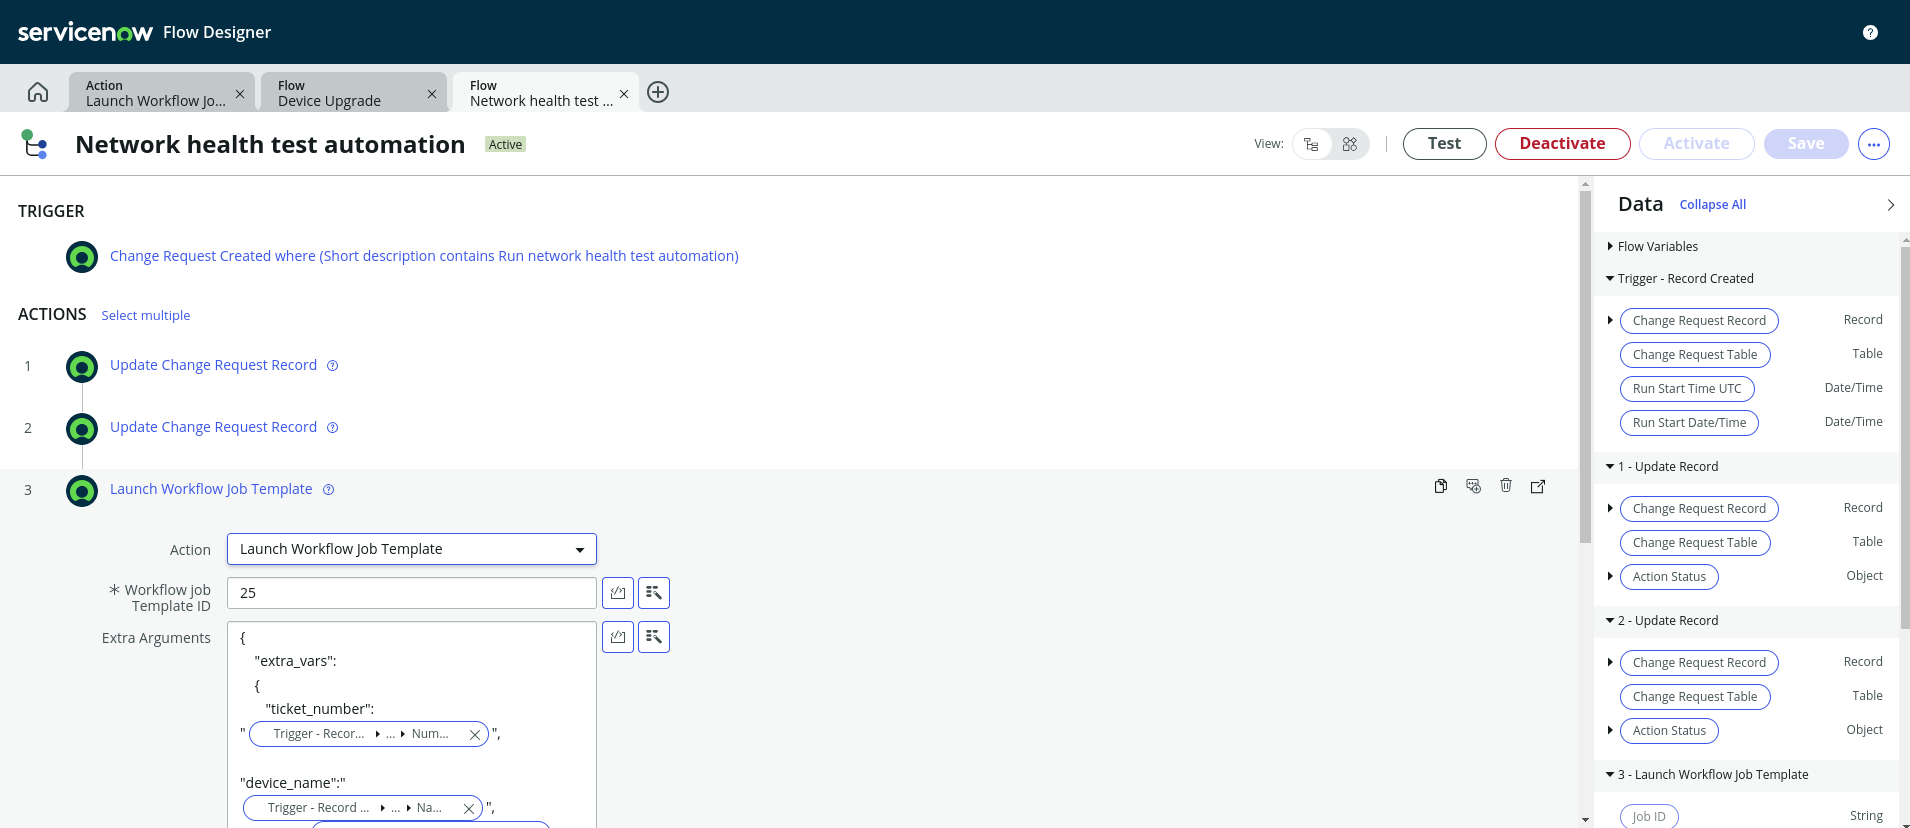 servicenow Flow Designer
Action
Launch Workflow Jo...
Flow
Device Upgrade
Flow
Network health test ...
Network health test automation
Active
View:
Test
Deactivate
Activate
Save
TRIGGER
Change Request Created where (Short description contains Run network health test automation)
ACTIONS Select multiple
1 Update Change Request Record
2 Update Change Request Record
3 Launch Workflow Job Template
Action Launch Workflow Job Template
* Workflow job
Template ID
25
Extra Arguments
{
"extra_vars":
{
"ticket_number":
" Trigger - Recor... ▸ ... ▸ Num... ",
"device_name":"
Trigger - Record ... ▸ ... ▸ Na... ",
Data Collapse All
Flow Variables
Trigger - Record Created
Change Request Record Record
Change Request Table Table
Run Start Time UTC Date/Time
Run Start Date/Time Date/Time
1 - Update Record
Change Request Record Record
Change Request Table Table
Action Status Object
2 - Update Record
Change Request Record Record
Change Request Table Table
Action Status Object
3 - Launch Workflow Job Template
Job ID String